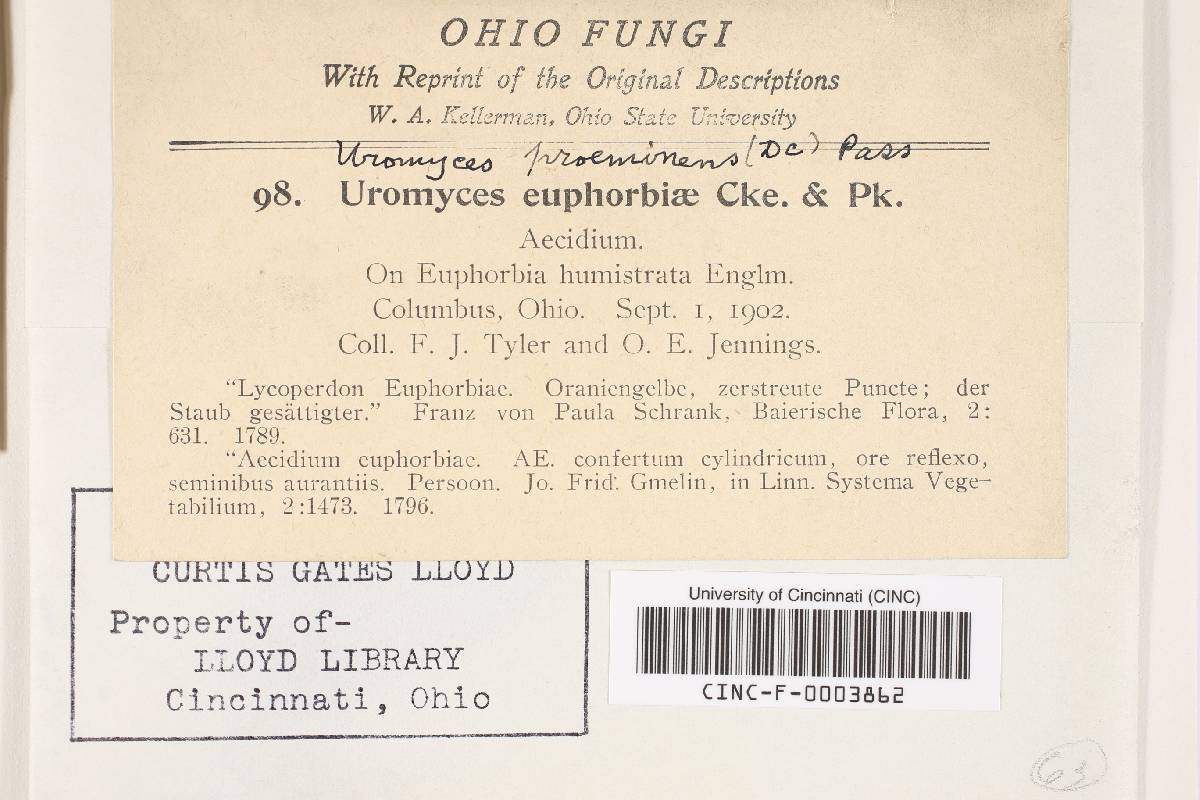 OHIO FUNGI
With Reprint of the Original Descriptions
W. A. Kellerman, Ohio State University
Uromyces proeminens (DC) Pass
98. Uromyces euphorbiæ Cke. & Pk.
Aecidium.
On Euphorbia humistrata Englm.
Columbus, Ohio. Sept. 1, 1902.
Coll. F. J. Tyler and O. E. Jennings.
“Lycoperdon Euphorbiae. Oraniengelbe, zerstreute Puncte; der
Staub gesättigter.” Franz von Paula Schrank, Baierische Flora, 2:
631. 1789.
“Aecidium euphorbiae. AE. confertum cylindricum, ore reflexo,
seminibus aurantiis. Persoon. Jo. Frid. Gmelin, in Linn. Systema Vege-
tabilium, 2:1473. 1796.
CURTIS GATES LLOYD
Property of-
LLOYD LIBRARY
Cincinnati, Ohio
University of Cincinnati (CINC)
CINC-F-0003862
63